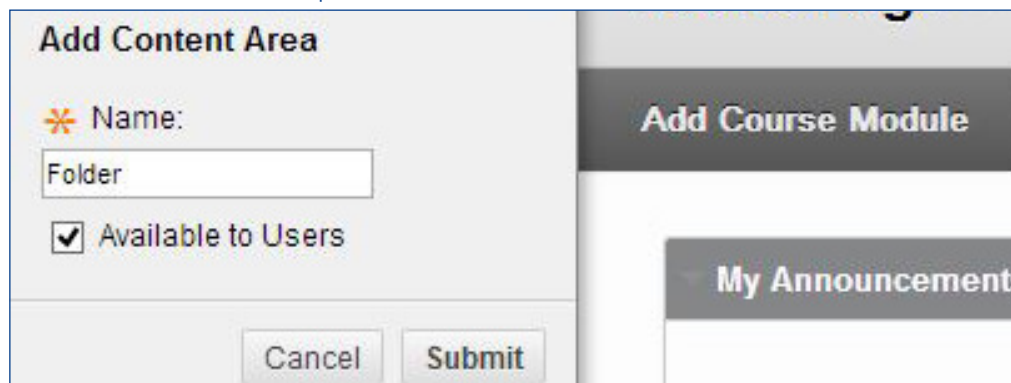 Add Content Area
Name:
Folder
Available to Users
Cancel Submit
Add Course Module
My Announcement